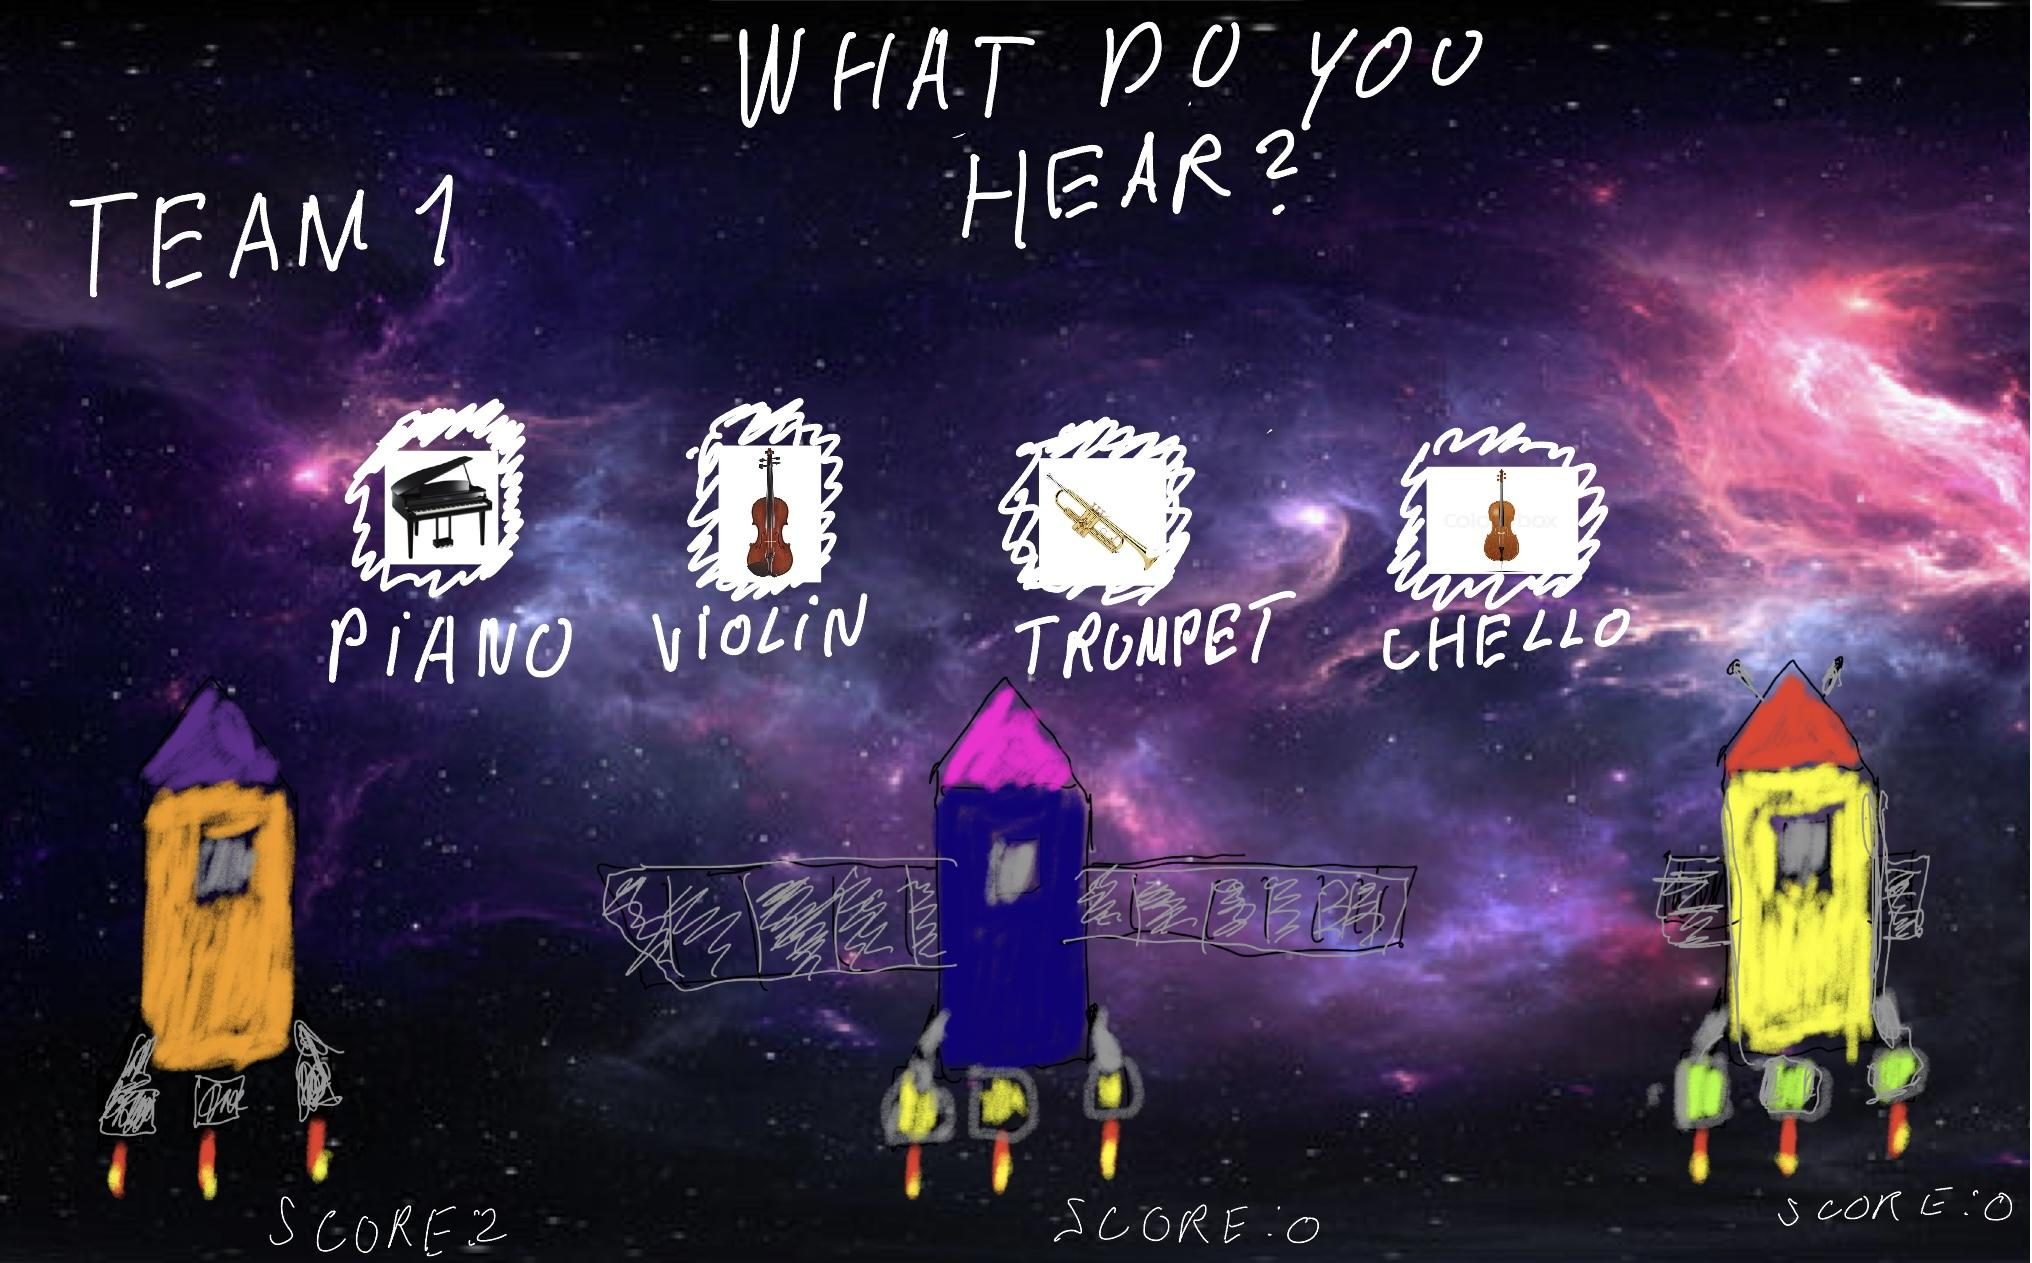 WHAT DO YOU
HEAR?
TEAM 1
PIANO
VIOLIN
TRUMPET
CHELLO
SCORE:2
SCORE:0
SCORE:0